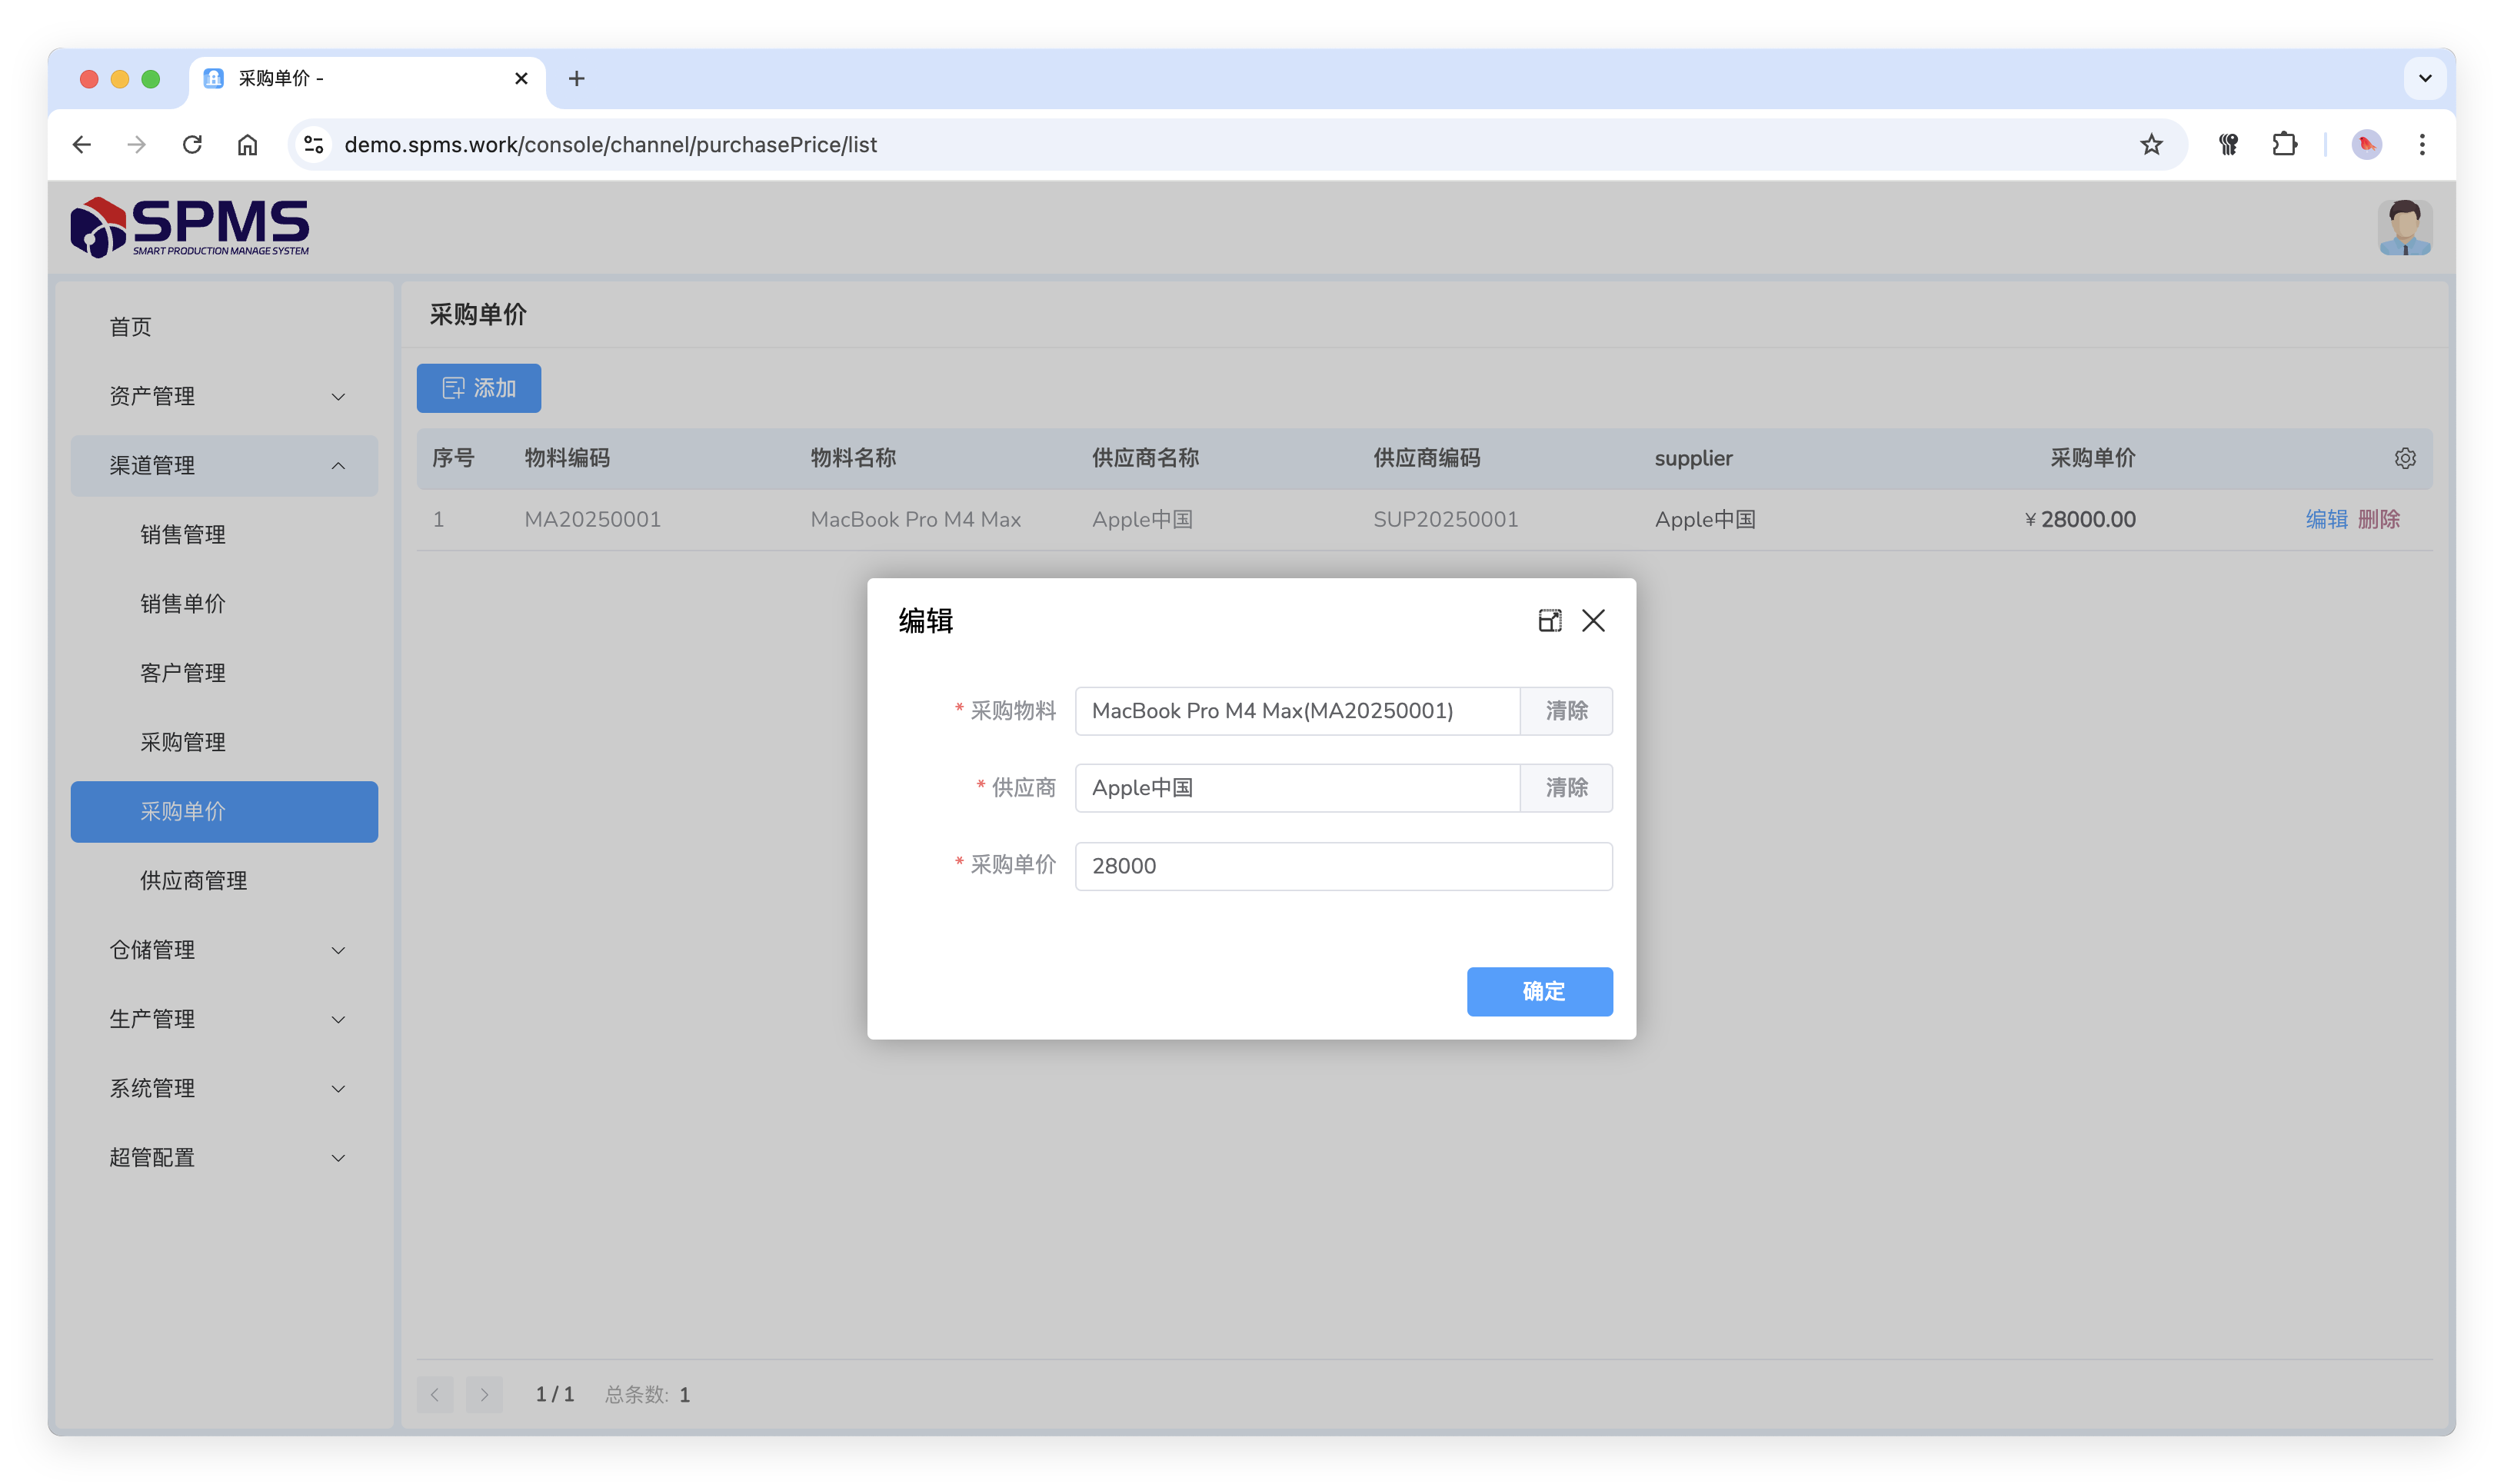 采购单价 -
demo.spms.work/console/channel/purchasePrice/list
SPMS
SMART PRODUCTION MANAGE SYSTEM
首页
资产管理
渠道管理
销售管理
销售单价
客户管理
采购管理
采购单价
供应商管理
仓储管理
生产管理
系统管理
超管配置
采购单价
添加
序号 物料编码 物料名称 供应商名称 供应商编码 supplier 采购单价
1 MA20250001 MacBook Pro M4 Max Apple中国 SUP20250001 Apple中国 ¥28000.00 编辑 删除
编辑
* 采购物料 MacBook Pro M4 Max(MA20250001) 清除
* 供应商 Apple中国 清除
* 采购单价 28000
确定
1 / 1 总条数: 1